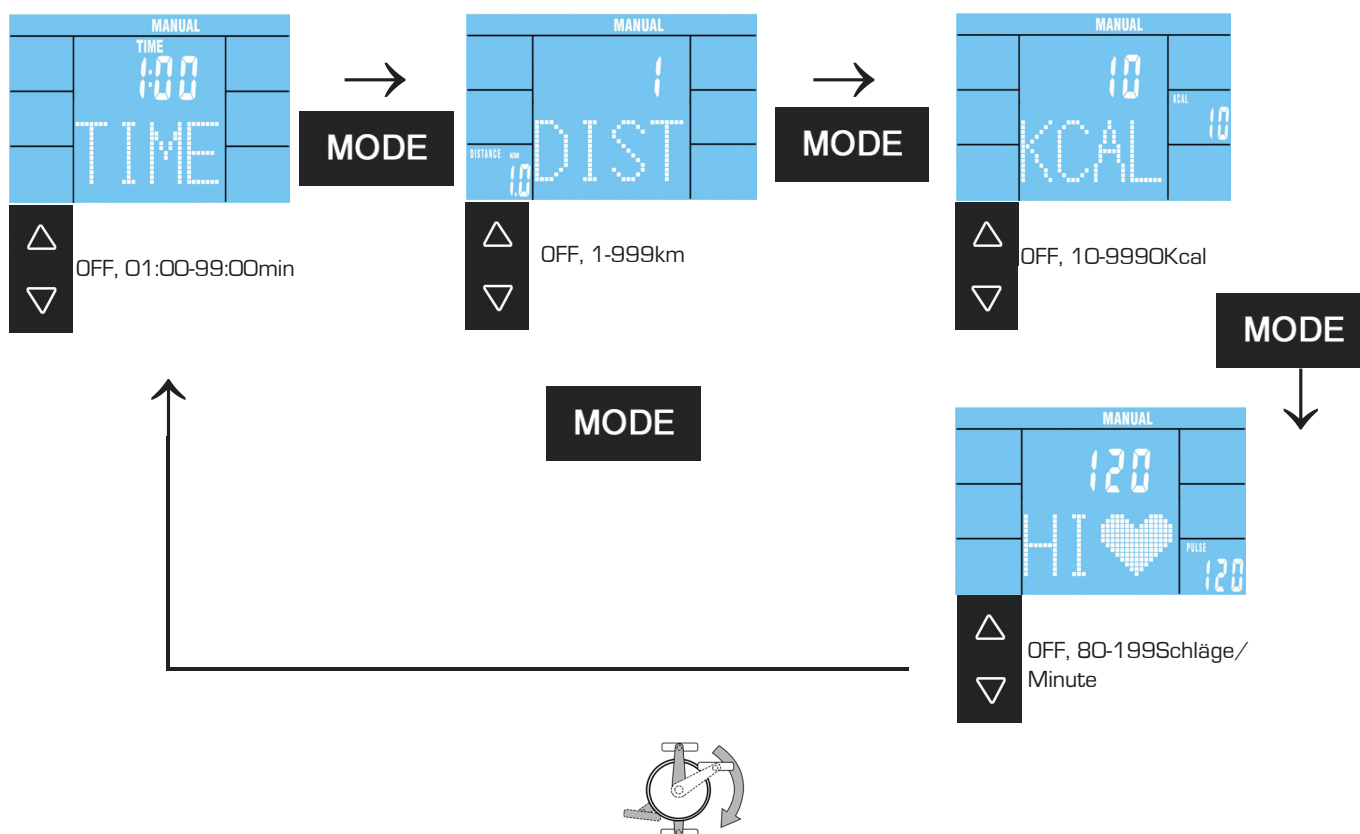 MANUAL
TIME
1:00
TIME
MODE
MANUAL
1
DIST
DISTANCE KM
1.0
MODE
MANUAL
10
KCAL
KCAL
10
OFF, 01:00-99:00min
OFF, 1-999km
OFF, 10-9990Kcal
MODE
MODE
MANUAL
120
HI
PULSE
120
OFF, 80-199Schläge/
Minute